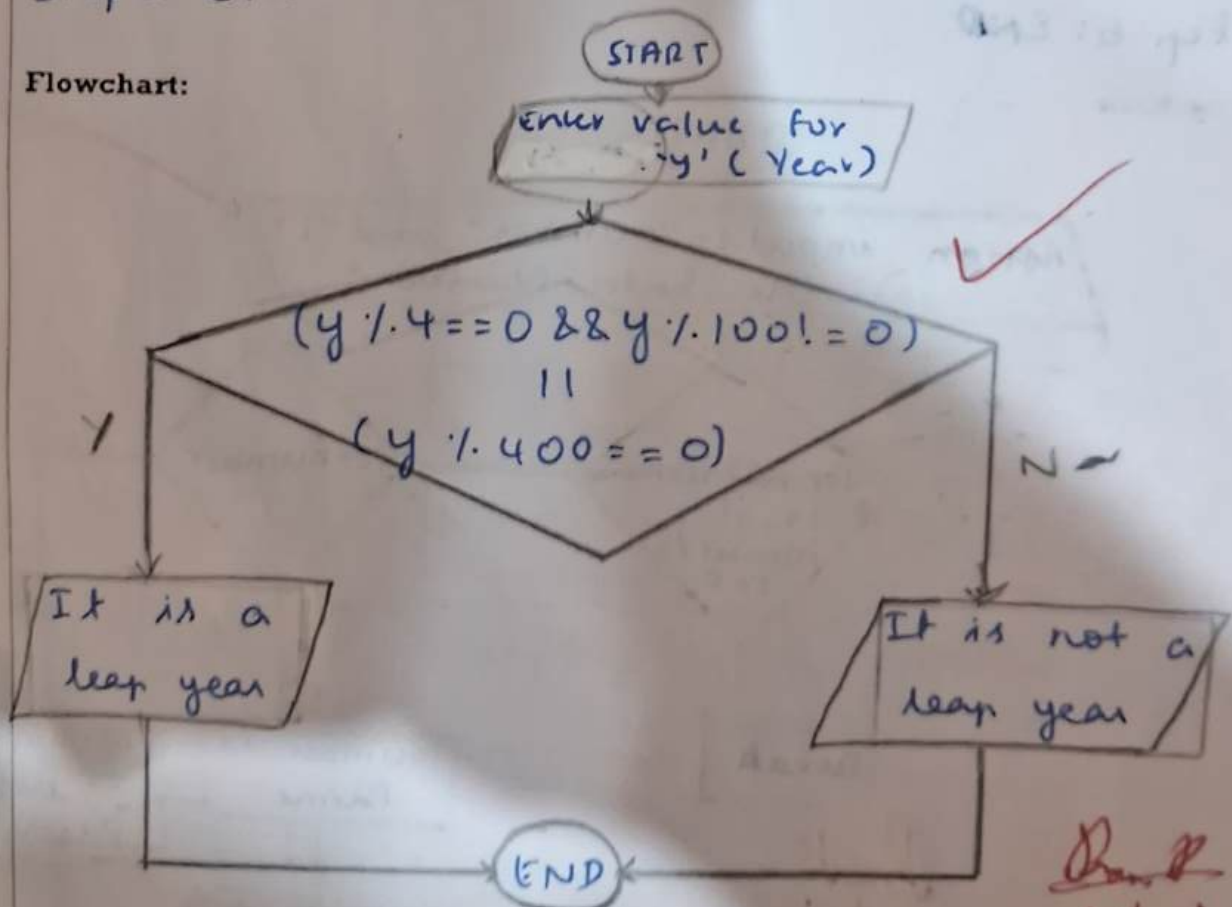 Flowchart:
START
Enter value for
'y' (Year)
(y % 4 == 0 && y % 100 != 0)
||
(y % 400 == 0)
Y
N
It is a
leap year
It is not a
leap year
END